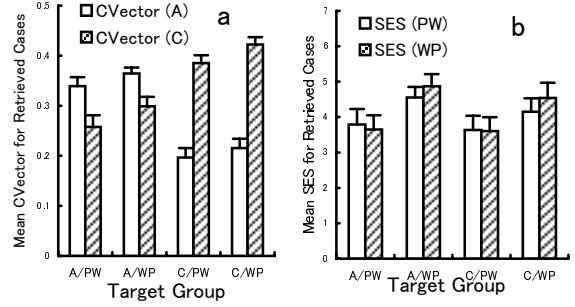 CVector (A)
CVector (C)
a
Mean CVector for Retrieved Cases
0.5
0.4
0.3
0.2
0.1
0
A/PW A/WP C/PW C/WP
Target Group
SES (PW)
SES (WP)
b
Mean SES for Retrieved Cases
7
6
5
4
3
2
1
0
A/PW A/WP C/PW C/WP
Target Group